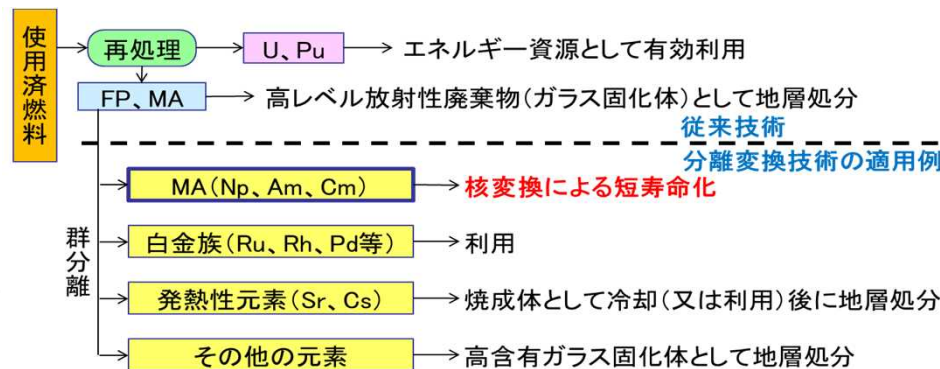 使用済燃料
再処理
U、Pu
エネルギー資源として有効利用
FP、MA
高レベル放射性廃棄物(ガラス固化体)として地層処分
従来技術
分離変換技術の適用例
群分離
MA(Np、Am、Cm)
核変換による短寿命化
白金族(Ru、Rh、Pd等)
利用
発熱性元素(Sr、Cs)
焼成体として冷却(又は利用)後に地層処分
その他の元素
高含有ガラス固化体として地層処分